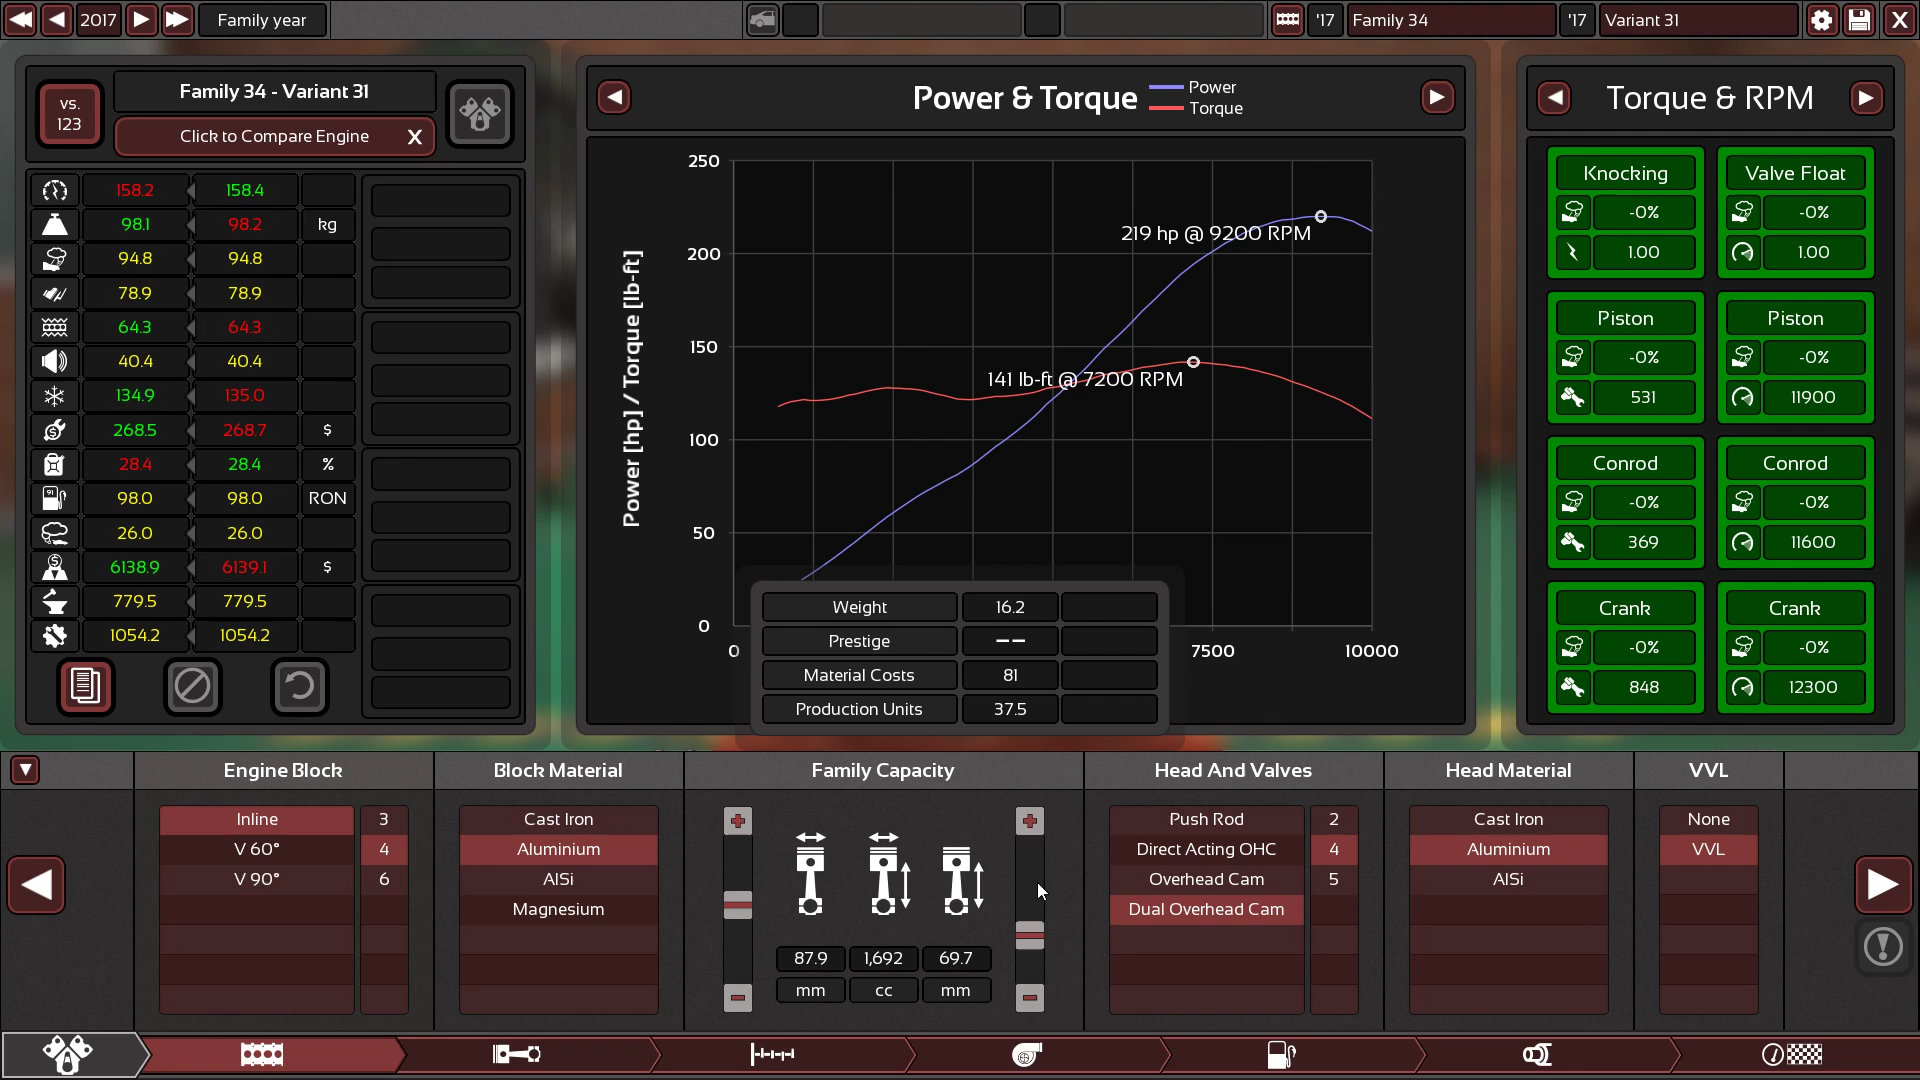 2017 Family year '17 Family 34 '17 Variant 31 X
vs. 123
Family 34 - Variant 31
Click to Compare Engine X
158.2 158.4
98.1 98.2 kg
94.8 94.8
78.9 78.9
64.3 64.3
40.4 40.4
134.9 135.0
268.5 268.7 $
28.4 28.4 %
98.0 98.0 RON
26.0 26.0
6138.9 6139.1 $
779.5 779.5
1054.2 1054.2
Power & Torque
Power
Torque
Power [hp] / Torque [lb-ft]
250
200
150
100
50
0
0 7500 10000
219 hp @ 9200 RPM
141 lb-ft @ 7200 RPM
Weight 16.2
Prestige --
Material Costs 81
Production Units 37.5
Torque & RPM
Knocking Valve Float
-0% -0%
1.00 1.00
Piston Piston
-0% -0%
531 11900
Conrod Conrod
-0% -0%
369 11600
Crank Crank
-0% -0%
848 12300
Engine Block
Inline 3
V 60° 4
V 90° 6
Block Material
Cast Iron
Aluminium
AlSi
Magnesium
Family Capacity
87.9 1,692 69.7
mm cc mm
Head And Valves
Push Rod 2
Direct Acting OHC 4
Overhead Cam 5
Dual Overhead Cam
Head Material
Cast Iron
Aluminium
AlSi
VVL
None
VVL